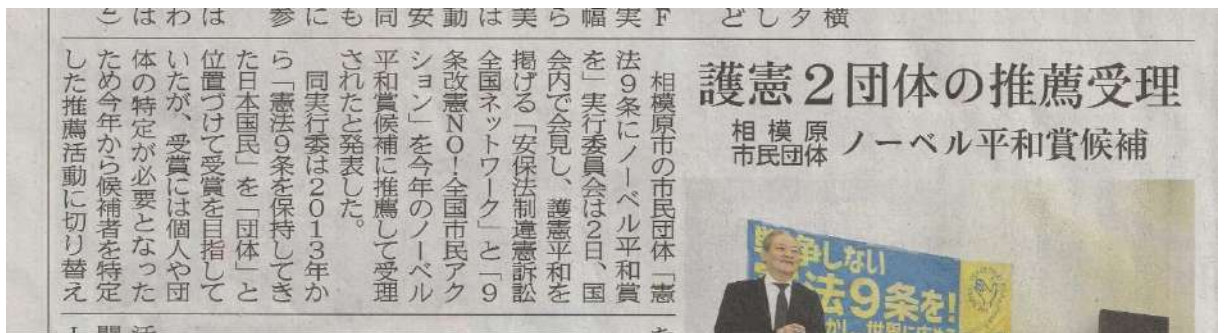 護憲2団体の推薦受理
相模原
市民団体
ノーベル平和賞候補
相模原市の市民団体「憲
法9条にノーベル平和賞
を」実行委員会は2日、国
会内で会見し、護憲平和を
掲げる「安保法制違憲訴訟
全国ネットワーク」と「9
条改憲NO!全国市民アク
ション」を今年のノーベル
平和賞候補に推薦して受理
されたと発表した。
同実行委は2013年か
ら「憲法9条を保持してき
た日本国民」を「団体」と
位置づけて受賞を目指して
いたが、受賞には個人や団
体の特定が必要となった
ため今年から候補者を特定
した推薦活動に切り替え
争しない
法9条を!